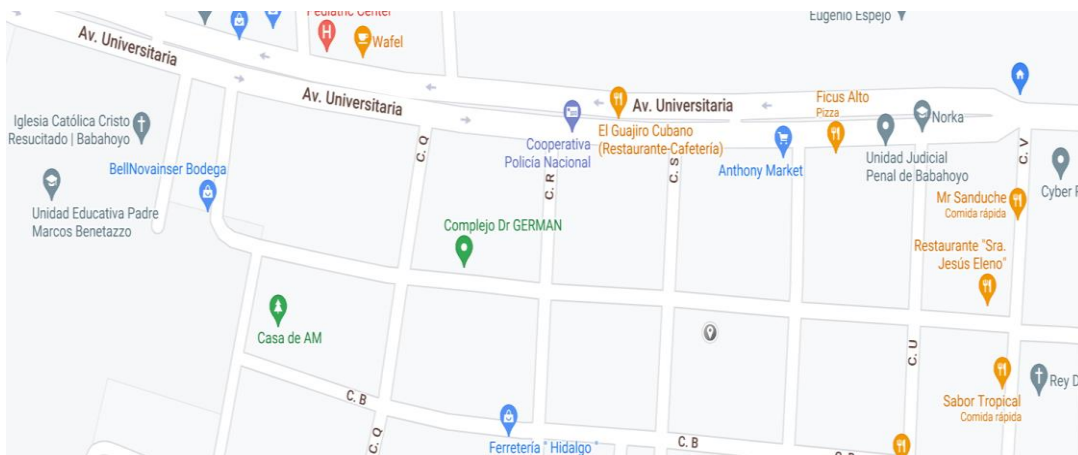 Pediatric Center
Eugenio Espejo
Wafel
Av. Universitaria
Av. Universitaria
Av. Universitaria
Ficus Alto
Pizza
Norka
Iglesia Católica Cristo
Resucitado | Babahoyo
C. Q
Cooperativa
Policía Nacional
El Guajiro Cubano
(Restaurante-Cafetería)
C. S
C. V
BellNovainser Bodega
Anthony Market
Unidad Judicial
Penal de Babahoyo
Cyber
C. R
Mr Sanduche
Comida rápida
Unidad Educativa Padre
Marcos Benetazzo
Complejo Dr GERMAN
Restaurante "Sra.
Jesús Eleno"
Casa de AM
C. U
Rey
C. B
Sabor Tropical
Comida rápida
C. Q
Ferretería " Hidalgo "
C. B